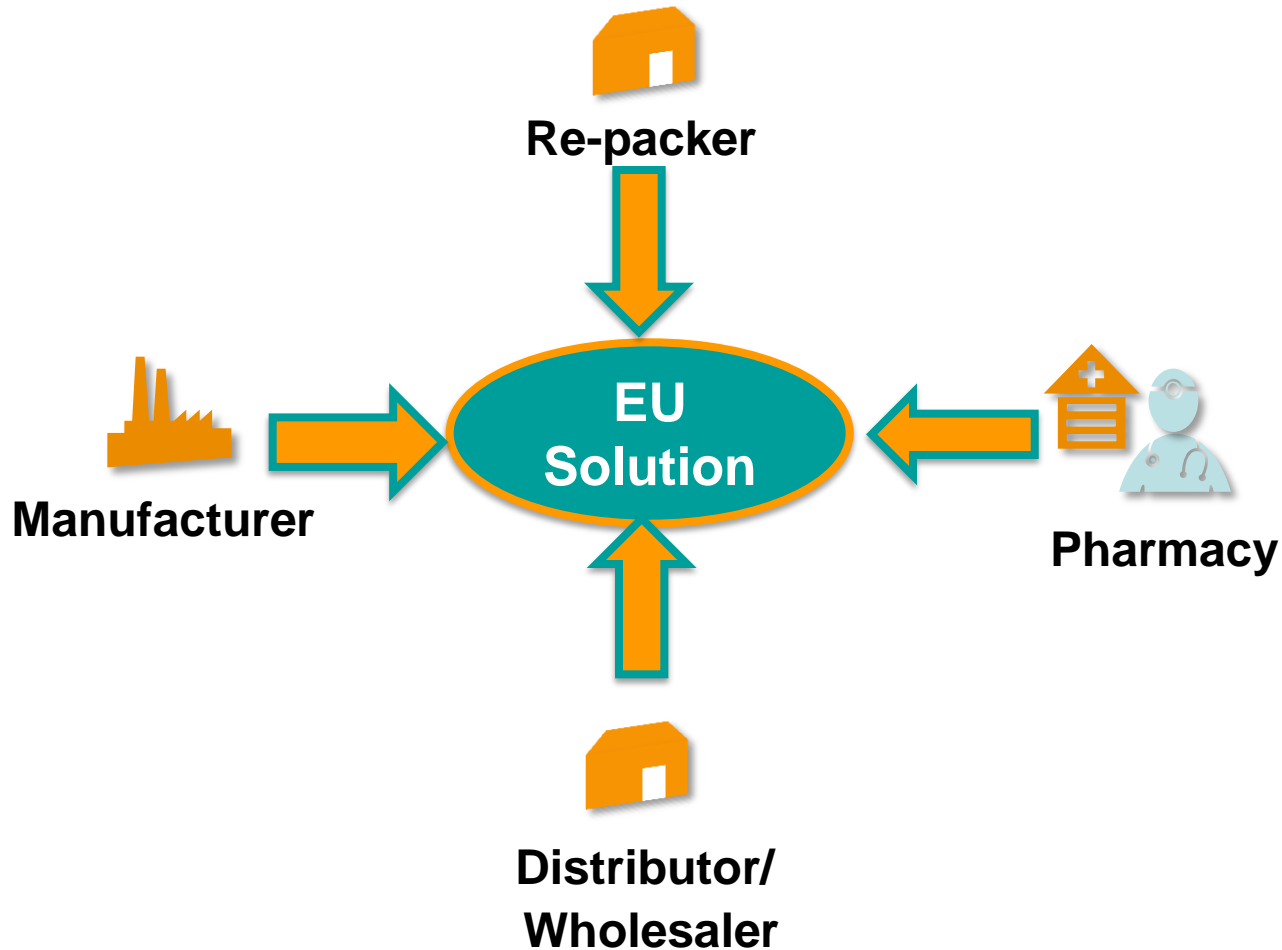 Re-packer
EU
Solution
Manufacturer
Pharmacy
Distributor/
Wholesaler